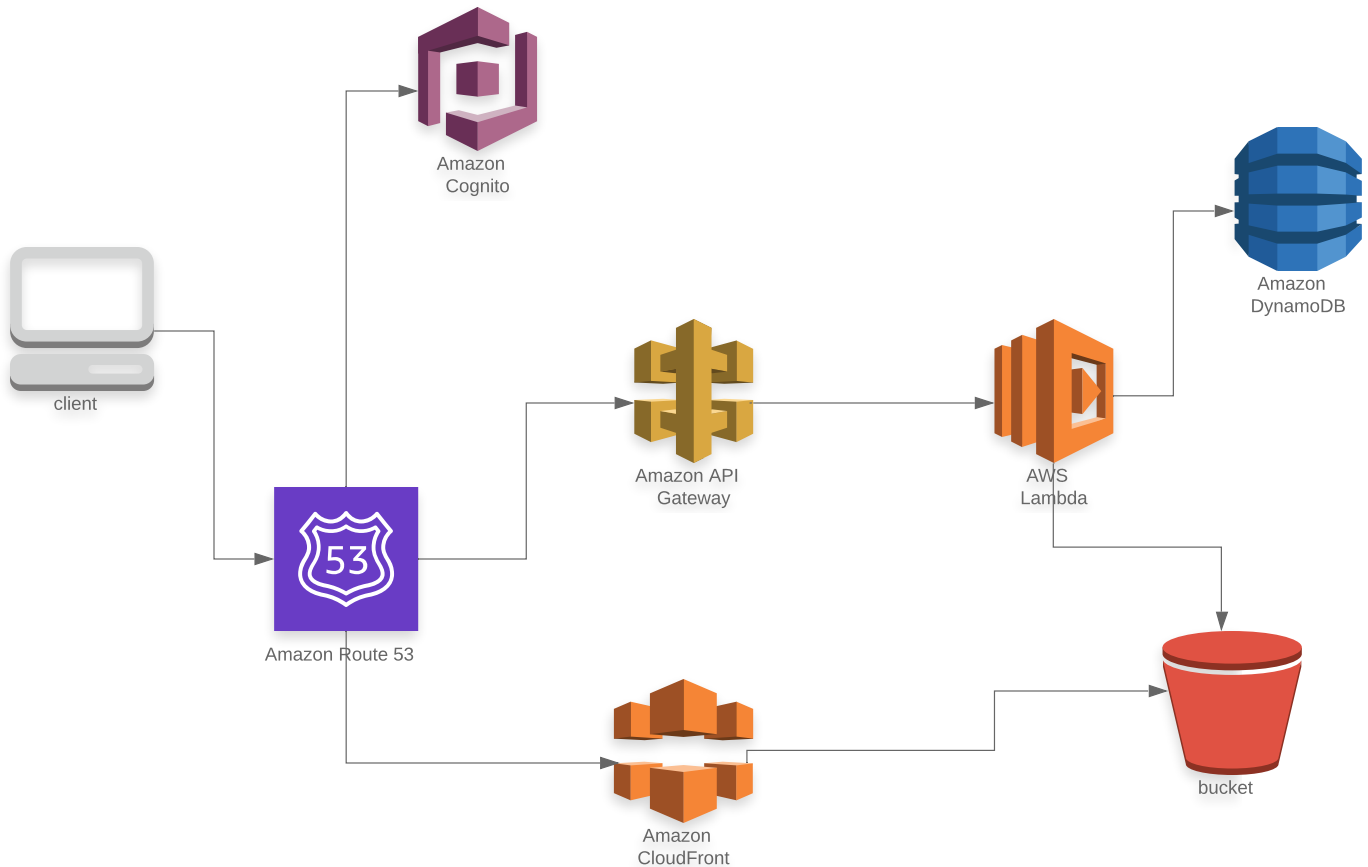 Amazon
Cognito
Amazon
DynamoDB
client
Amazon API
Gateway
AWS
Lambda
53
Amazon Route 53
bucket
Amazon
CloudFront